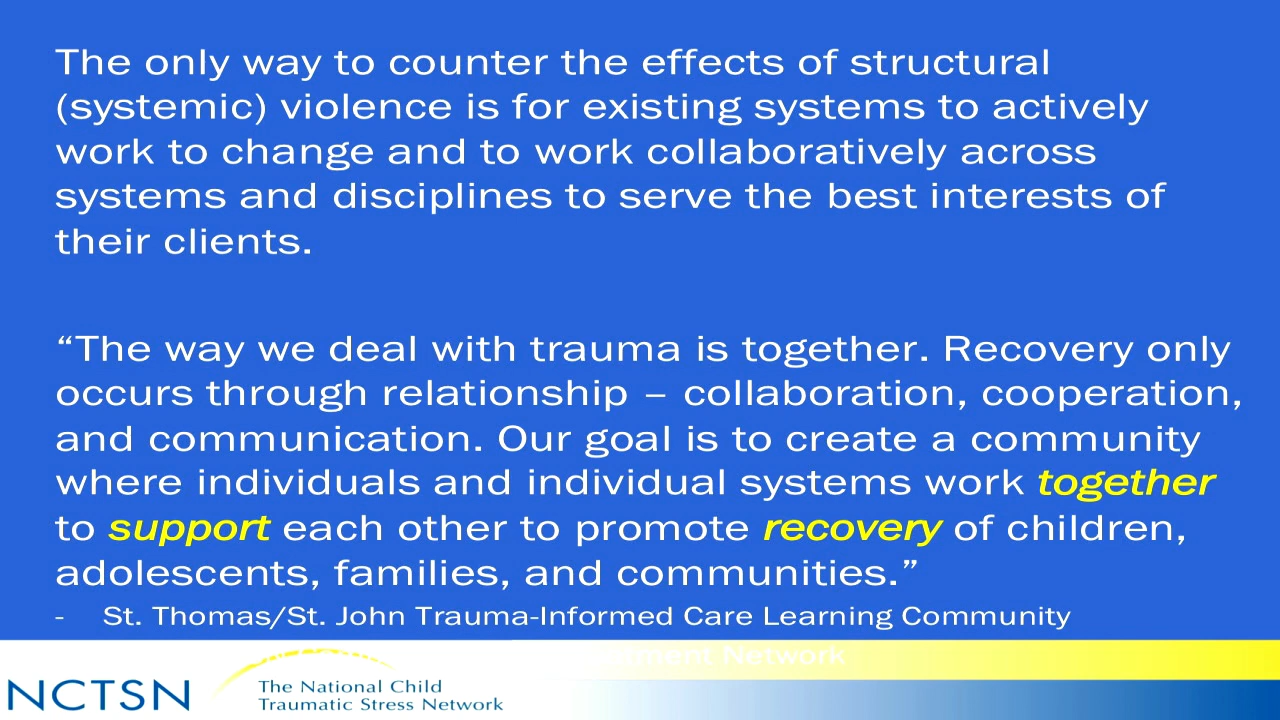 The only way to counter the effects of structural
(systemic) violence is for existing systems to actively
work to change and to work collaboratively across
systems and disciplines to serve the best interests of
their clients.
“The way we deal with trauma is together. Recovery only
occurs through relationship – collaboration, cooperation,
and communication. Our goal is to create a community
where individuals and individual systems work together
to support each other to promote recovery of children,
adolescents, families, and communities.”
- St. Thomas/St. John Trauma-Informed Care Learning Community
Network
NCTSN
The National Child
Traumatic Stress Network